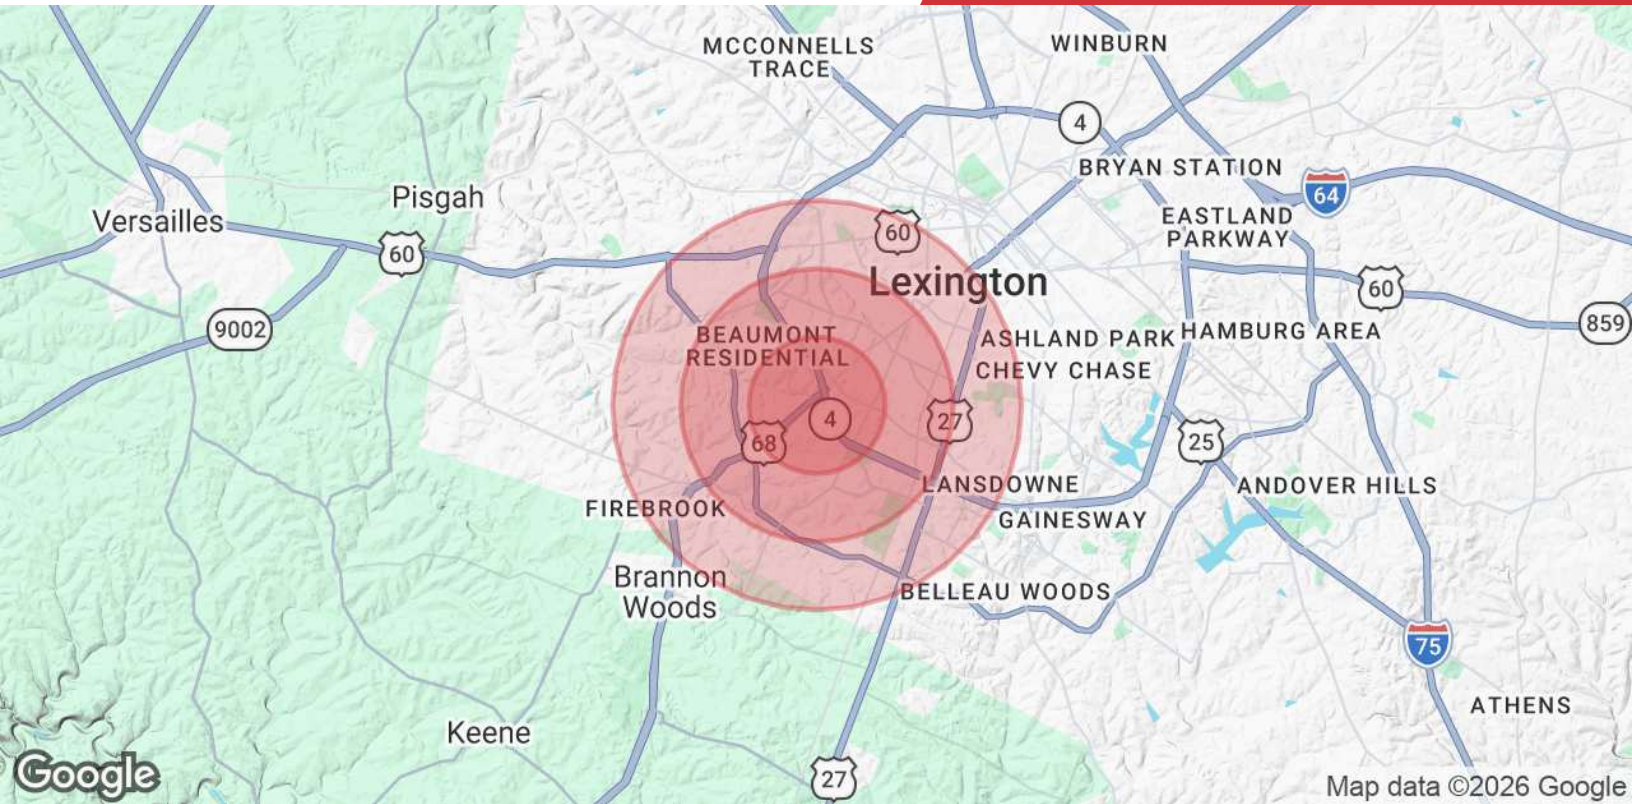 MCCONNELLS
TRACE
WINBURN
4
BRYAN STATION
64
Pisgah
Versailles
EASTLAND
PARKWAY
60
60
60
Lexington
9002
859
BEAUMONT
RESIDENTIAL
ASHLAND PARK
HAMBURG AREA
CHEVY CHASE
4
27
68
25
LANSDOWNE
ANDOVER HILLS
FIREBROOK
GAINESWAY
Brannon
Woods
BELLEAU WOODS
75
ATHENS
Keene
27
Google
Map data ©2026 Google